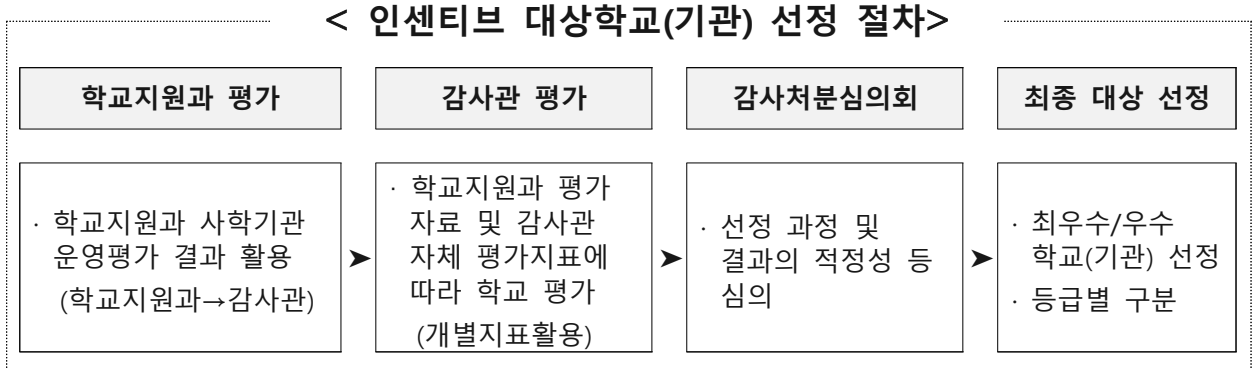 < 인센티브 대상학교(기관) 선정 절차>
학교지원과 평가
감사관 평가
감사처분심의회
최종 대상 선정
· 학교지원과 사학기관
운영평가 결과 활용
(학교지원과→감사관)
➤
· 학교지원과 평가
자료 및 감사관
자체 평가지표에
따라 학교 평가
(개별지표활용)
➤
· 선정 과정 및
결과의 적정성 등
심의
➤
· 최우수/우수
학교(기관) 선정
· 등급별 구분